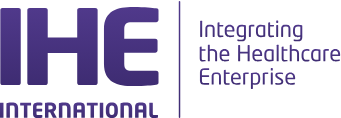 IHE
INTERNATIONAL
Integrating
the Healthcare
Enterprise